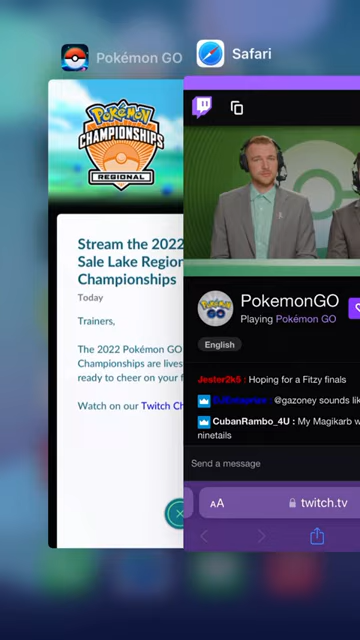 Pokémon GO
Safari
Pokémon
CHAMPIONSHIPS
REGIONAL
Stream the 2022
Sale Lake Region
Championships
Today
Trainers,
The 2022 Pokémon GO
Championships are lives
ready to cheer on your f
Watch on our Twitch Ch
PokemonGO
Playing Pokémon GO
English
Jester2k5 : Hoping for a Fitzy finals
@gazoney sounds lik
CubanRambo_4U : My Magikarb w
ninetails
Send a message
AA
twitch.tv